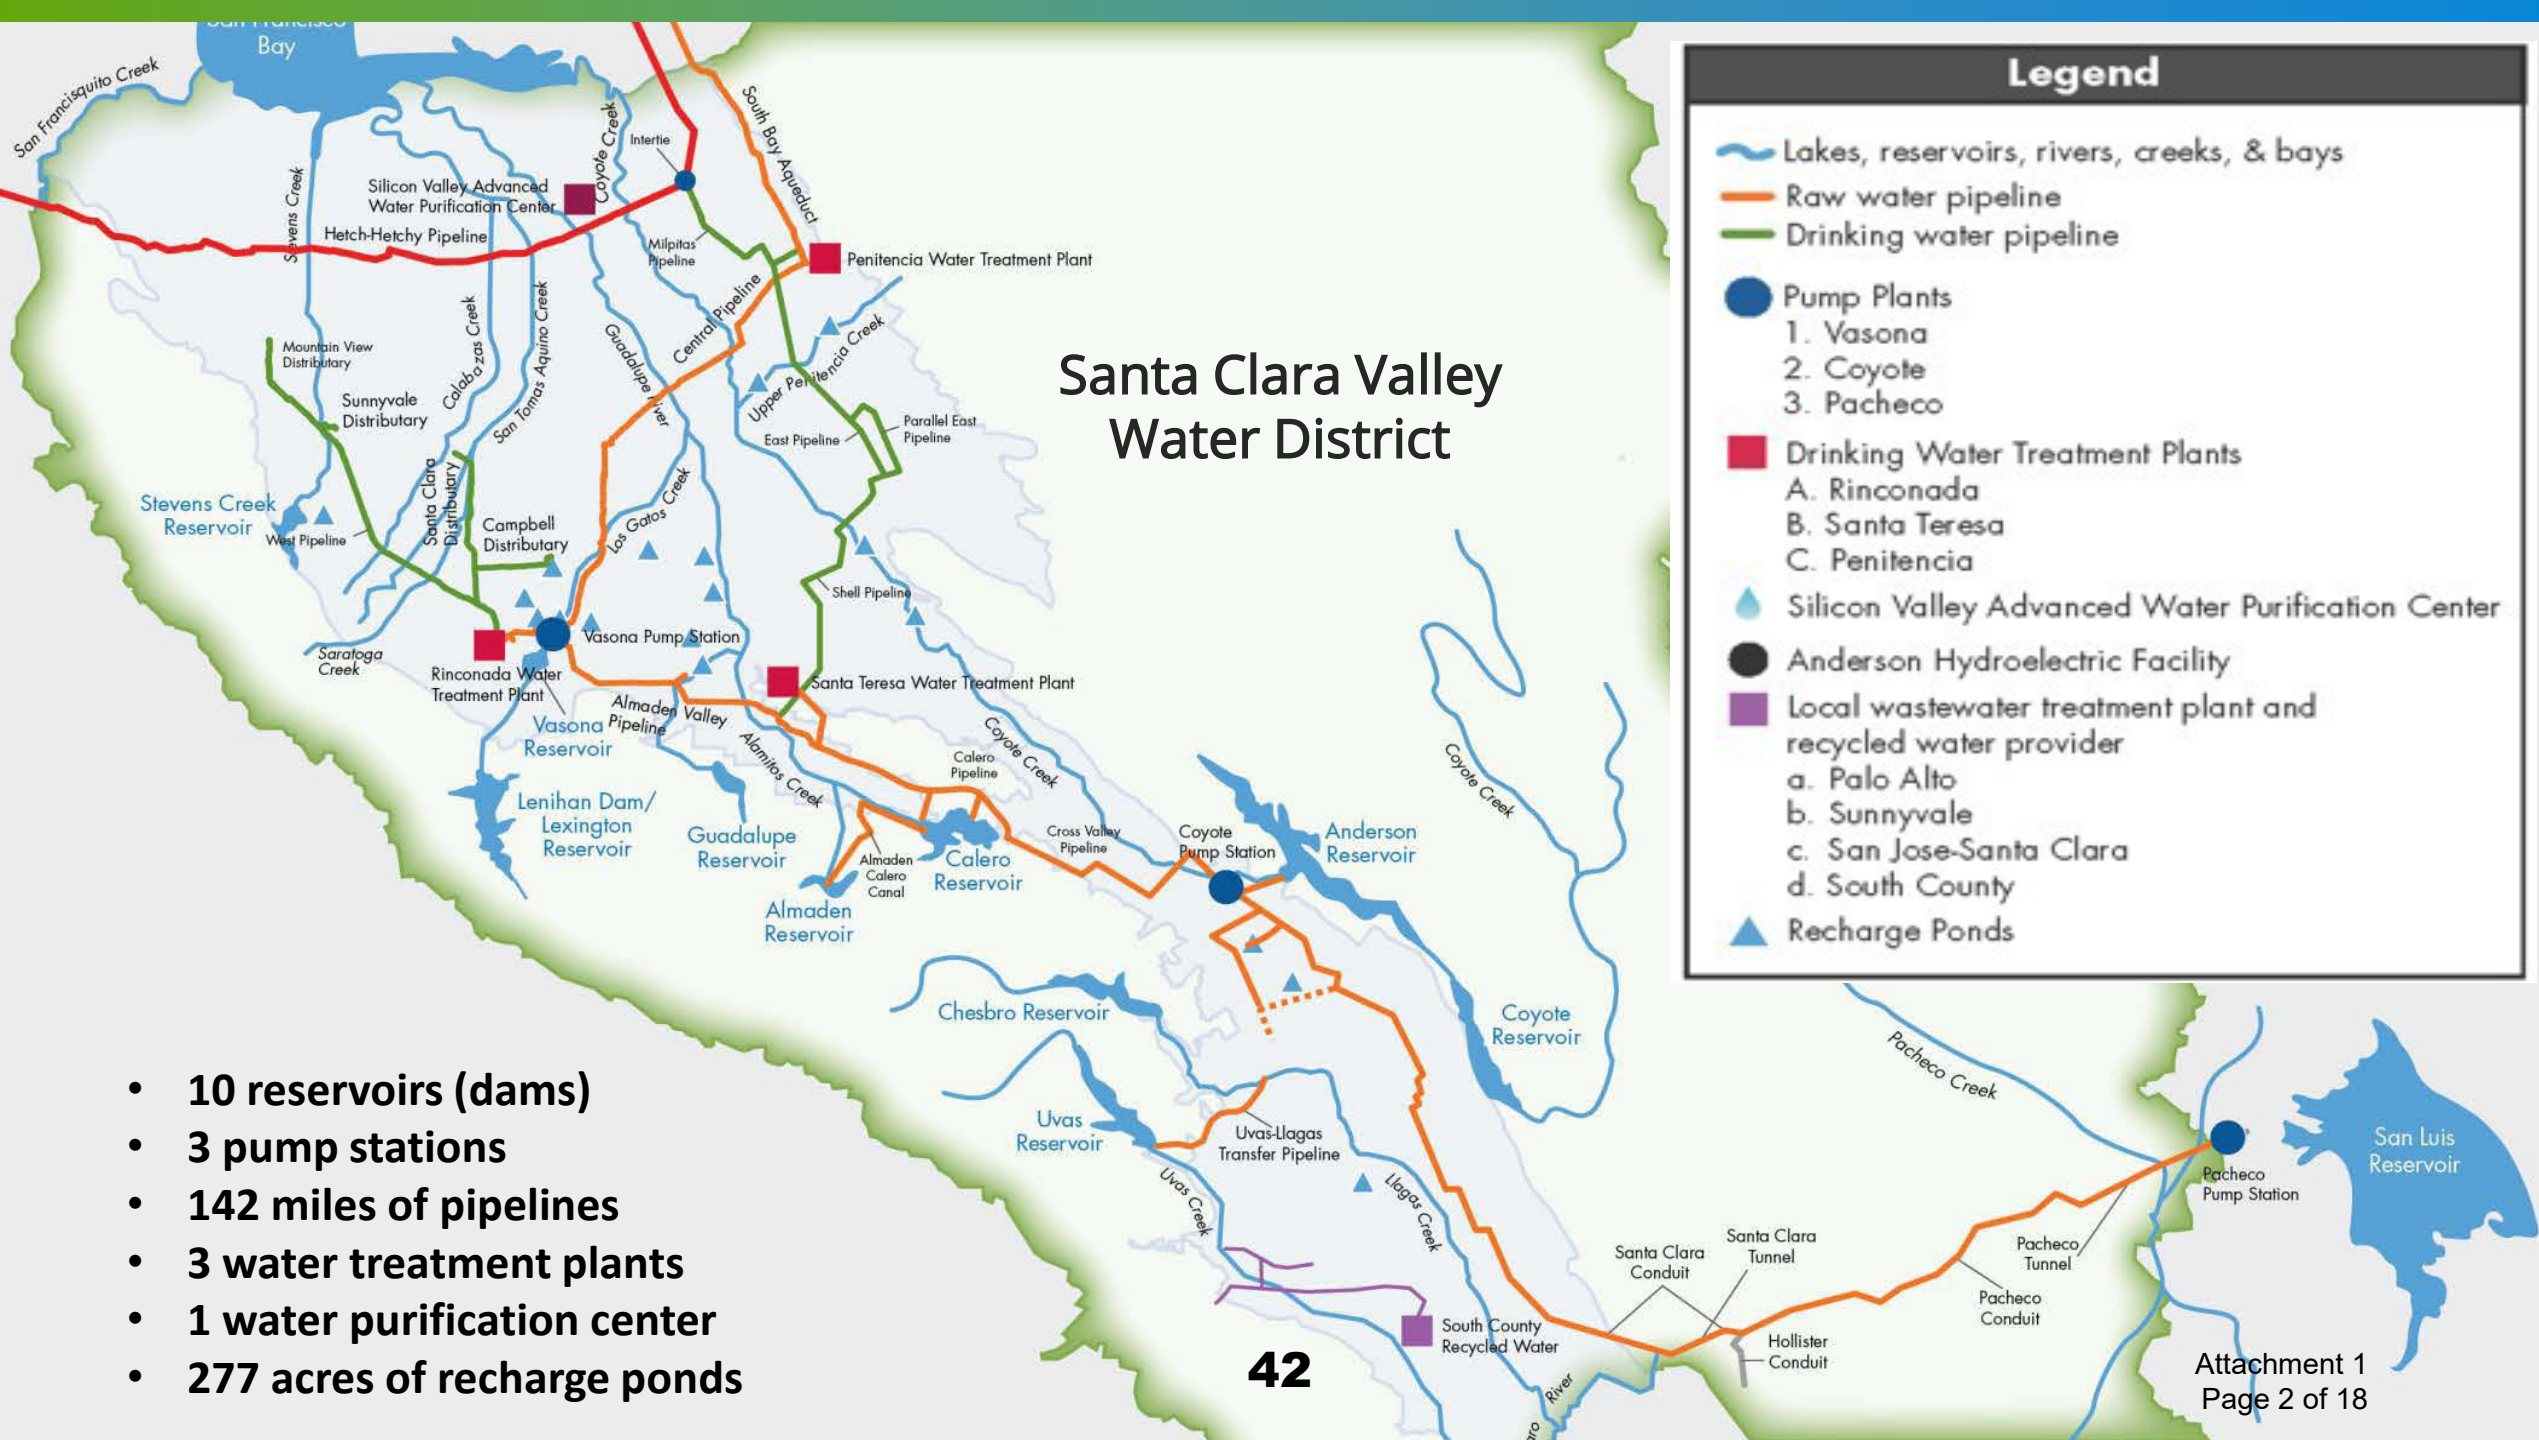 San Francisco
Bay
San Francisquito Creek
Stevens Creek
Silicon Valley Advanced
Water Purification Center
Coyote Creek
Intertie
South Bay Aqueduct
Hetch-Hetchy Pipeline
Milpitas
Pipeline
Penitencia Water Treatment Plant
Central Pipeline
Mountain View
Distributary
Calabazas Creek
San Tomas Aquino Creek
Guadalupe River
Upper Penitencia Creek
Sunnyvale
Distributary
East Pipeline
Parallel East
Pipeline
Santa Clara Valley
Water District
Stevens Creek
Reservoir
West Pipeline
Santa Clara
Distributary
Campbell
Distributary
Los Gatos Creek
Shell Pipeline
Saratoga
Creek
Vasona Pump Station
Rinconada Water
Treatment Plant
Santa Teresa Water Treatment Plant
Vasona
Reservoir
Almaden Valley
Pipeline
Alamitos Creek
Coyote Creek
Calero
Pipeline
Lenihan Dam/
Lexington
Reservoir
Guadalupe
Reservoir
Almaden
Calero
Canal
Calero
Reservoir
Cross Valley
Pipeline
Coyote
Pump Station
Anderson
Reservoir
Coyote Creek
Almaden
Reservoir
Chesbro Reservoir
Coyote
Reservoir
Uvas
Reservoir
Uvas-Llagas
Transfer Pipeline
Uvas Creek
Llagas Creek
South County
Recycled Water
River
aro
Santa Clara
Conduit
Santa Clara
Tunnel
Hollister
Conduit
Pacheco
Conduit
Pacheco
Tunnel
Pacheco Creek
Pacheco
Pump Station
San Luis
Reservoir
Legend
Lakes, reservoirs, rivers, creeks, & bays
Raw water pipeline
Drinking water pipeline
Pump Plants
1. Vasona
2. Coyote
3. Pacheco
Drinking Water Treatment Plants
A. Rinconada
B. Santa Teresa
C. Penitencia
Silicon Valley Advanced Water Purification Center
Anderson Hydroelectric Facility
Local wastewater treatment plant and
recycled water provider
a. Palo Alto
b. Sunnyvale
c. San Jose-Santa Clara
d. South County
Recharge Ponds
• 10 reservoirs (dams)
• 3 pump stations
• 142 miles of pipelines
• 3 water treatment plants
• 1 water purification center
• 277 acres of recharge ponds
42
Attachment 1
Page 2 of 18